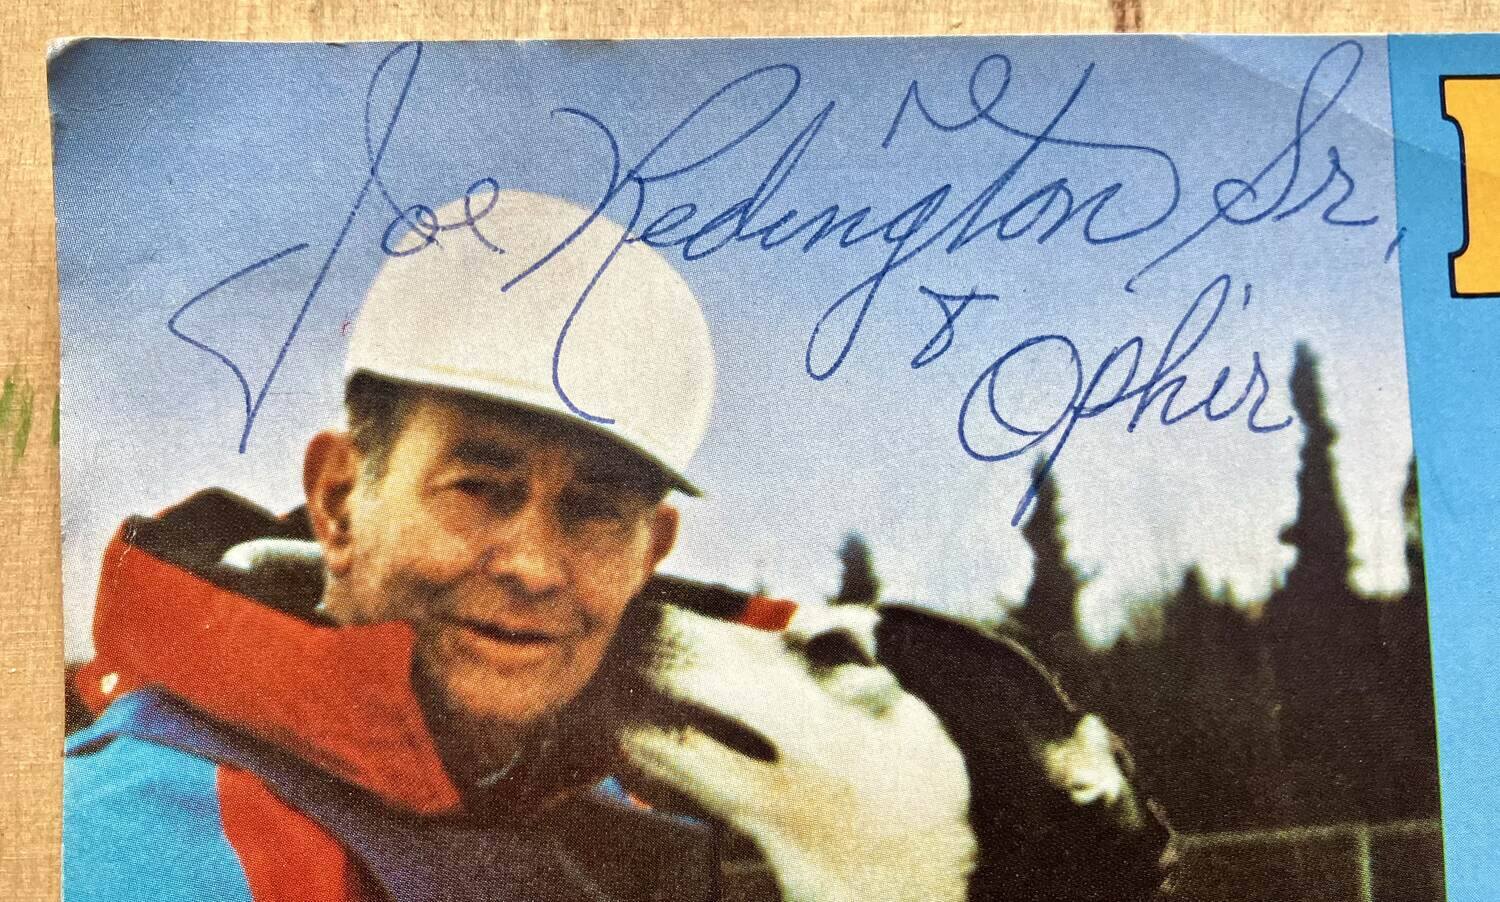 Joe Redington Sr.
& Ophir